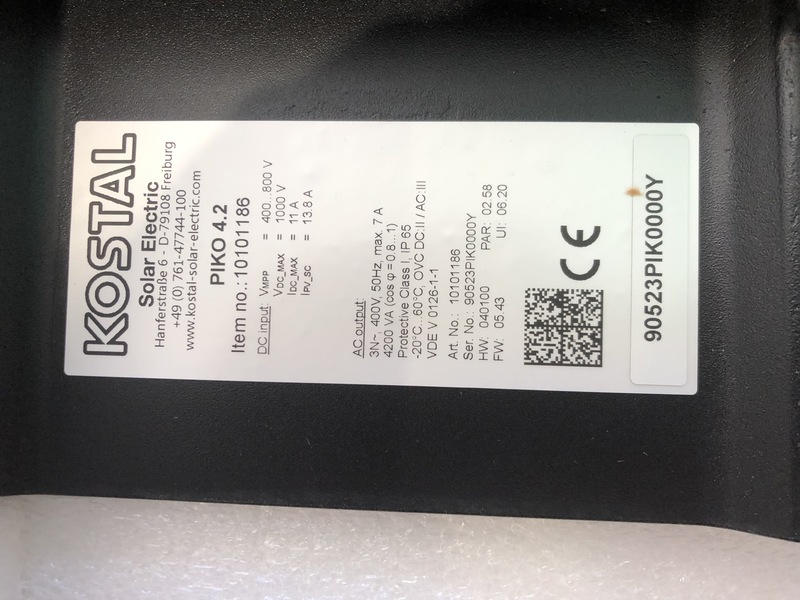 KOSTAL
Solar Electric
Hanferstraße 6 - D-79108 Freiburg
+49 (0) 761-47744-100
www.kostal-solar-electric.com
PIKO 4.2
Item no.: 10101186
DC input: VMPP = 400...800 V
VDC_MAX = 1000 V
IDC_MAX = 11 A
IPV_SC = 13.8 A
AC output:
3N~, 400V, 50Hz, max. 7 A
4200 VA (cos φ =0.8...1)
Protective Class I, IP 65
-20°C...60°C, OVC DC:II / AC:III
VDE V 0126-1-1
Art. No.: 10101186
Ser. No.: 90523PIK0000Y
HW: 040100 PAR: 02.58
FW: 05.43 UI: 06.20
CE
90523PIK0000Y